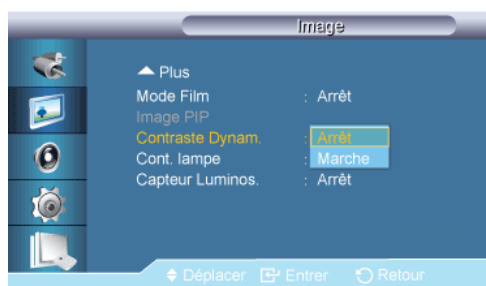 Image
Plus
Mode Film : Arrêt
Image PIP
Contraste Dynam. : Arrêt
Cont. lampe : Marche
Capteur Luminos. : Arrêt
Déplacer Entrer Retour